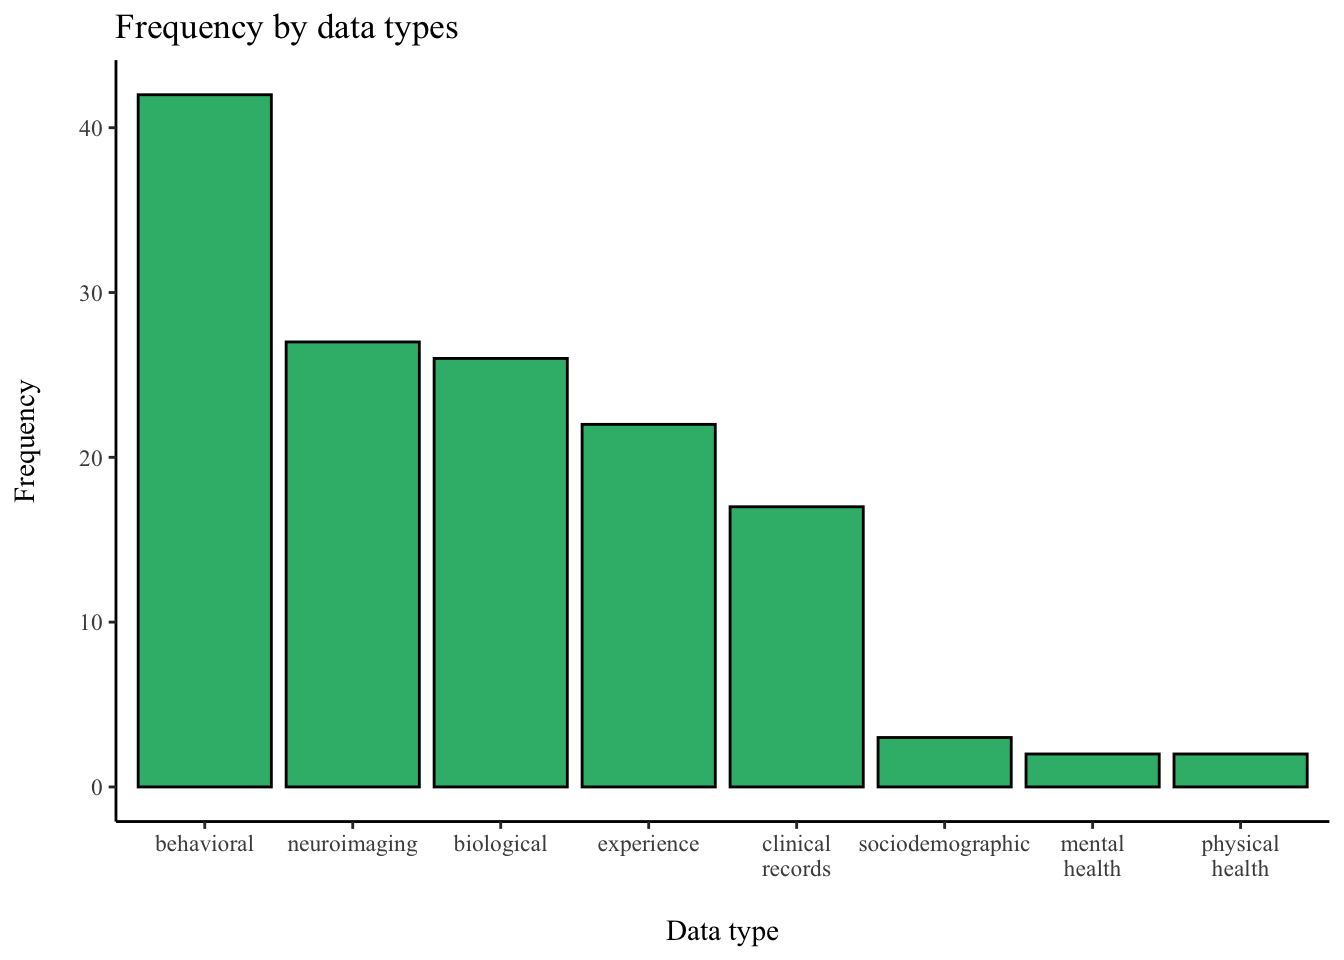 Frequency by data types
Frequency
40
30
20
10
0
behavioral
neuroimaging
biological
experience
clinical
records
sociodemographic
mental
health
physical
health
Data type